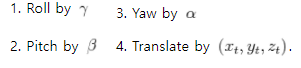 1. Roll by γ
2. Pitch by β
3. Yaw by α
4. Translate by (xₜ, yₜ, zₜ).